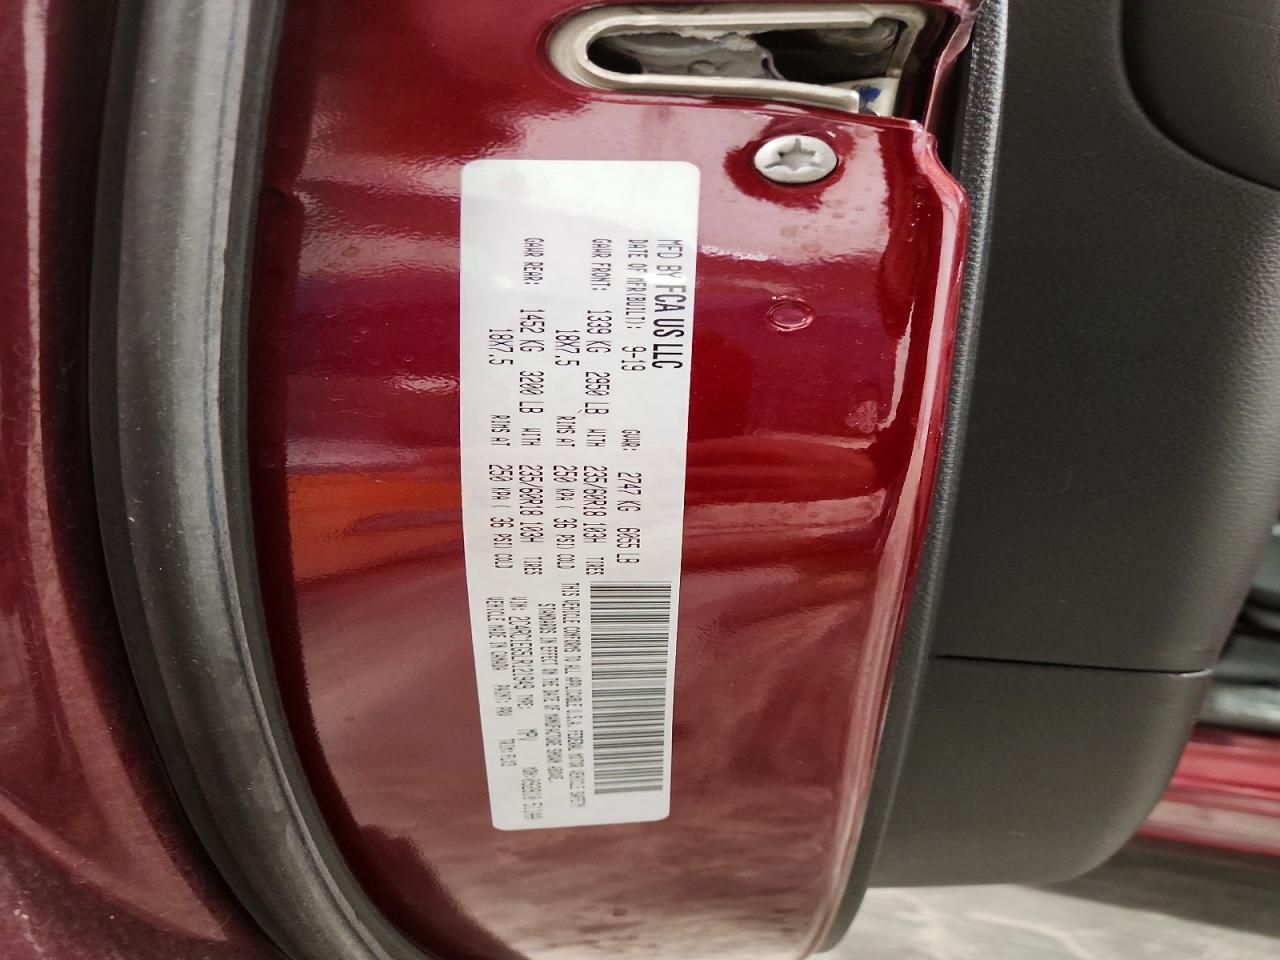 MFD BY FCA US LLC
DATE OF MFR(BUILT): 9-19 GVWR: 2747 KG 6055 LB
GAWR FRONT: 1339 KG 2950 LB WITH 235/60R18 103H TIRES
18X7.5 RIMS AT 250 KPA ( 36 PSI) COLD
GAWR REAR: 1452 KG 3200 LB WITH 235/60R18 103H TIRES
18X7.5 RIMS AT 250 KPA ( 36 PSI) COLD
THIS VEHICLE CONFORMS TO ALL APPLICABLE U.S.A. FEDERAL MOTOR VEHICLE SAFETY
STANDARDS IN EFFECT ON THE DATE OF MANUFACTURE SHOWN ABOVE.
VIN: TYPE: MPV
VEHICLE MADE IN CANADA PAINT: PRV TRIM: